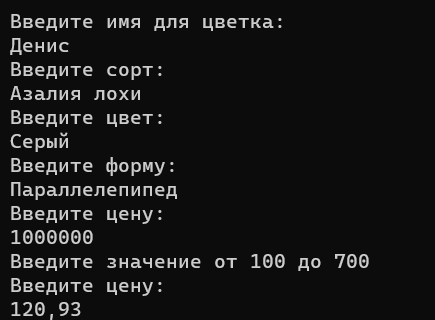 Введите имя для цветка:
Денис
Введите сорт:
Азалия лохи
Введите цвет:
Серый
Введите форму:
Параллелепипед
Введите цену:
1000000
Введите значение от 100 до 700
Введите цену:
120,93